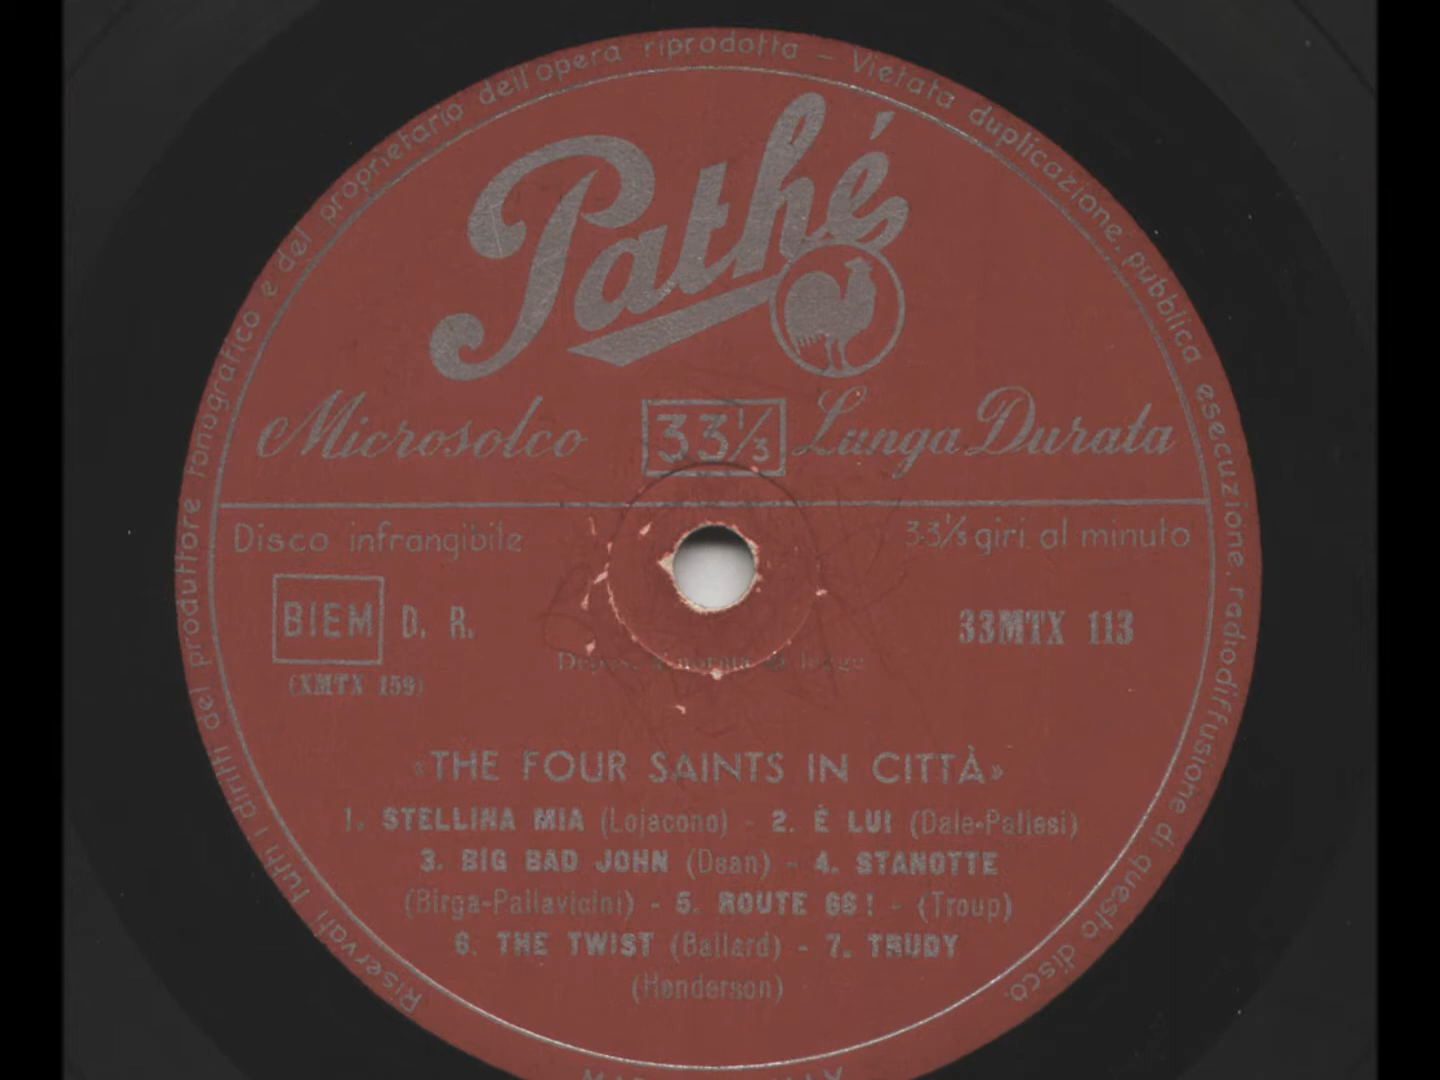 Riservati tutti i diritti del produttore fonografico e del proprietario dell'opera riprodotta – Vietata duplicazione, pubblica esecuzione, radiodiffusione di questo disco.
Pathé
Microsolco 33⅓ Lunga Durata
Disco infrangibile 33⅓ giri al minuto
BIEM D. R. 33MTX 113
(XMTX 159)
«THE FOUR SAINTS IN CITTÀ»
1. STELLINA MIA (Lojacono) - 2. È LUI (Dale-Pallesi)
3. BIG BAD JOHN (Dean) - 4. STANOTTE
(Birga-Pallavicini) - 5. ROUTE 66! - (Troup)
6. THE TWIST (Ballard) - 7. TRUDY
(Henderson)